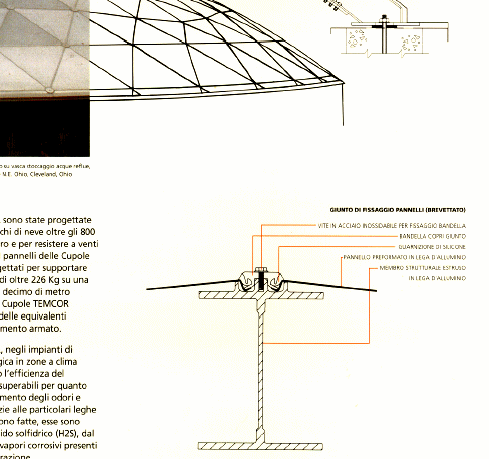 o su vasca stoccaggio acque reflue,
N.E. Ohio, Cleveland, Ohio
sono state progettate
chi di neve oltre gli 800
ro e per resistere a venti
pannelli delle Cupole
gettati per supportare
di oltre 226 Kg su una
decimo di metro
Cupole TEMCOR
delle equivalenti
mento armato.
, negli impianti di
gica in zone a clima
o l'efficienza del
superabili per quanto
mento degli odori e
zie alle particolari leghe
ono fatte, esse sono
ido solfidrico (H2S), dal
vapori corrosivi presenti
razione.
GIUNTO DI FISSAGGIO PANNELLI (BREVETTATO)
VITE IN ACCIAIO INOSSIDABILE PER FISSAGGIO BANDELLA
BANDELLA COPRI GIUNTO
GUARNIZIONE DI SILICONE
PANNELLO PREFORMATO IN LEGA D'ALLUMINIO
MEMBRO STRUTTURALE ESTRUSO
IN LEGA D'ALLUMINIO